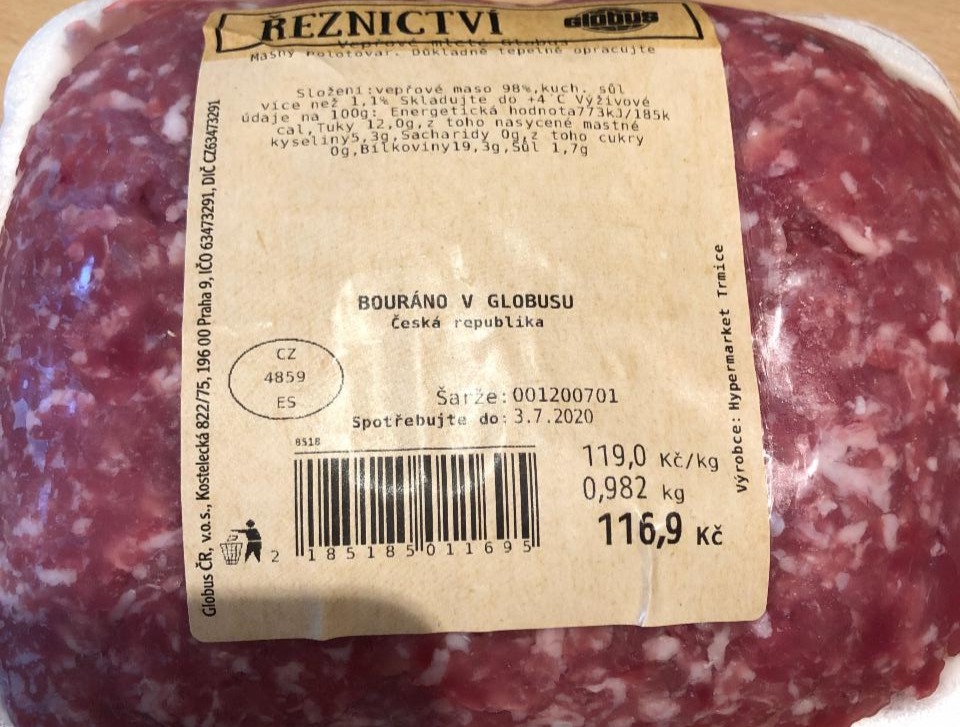 ŘEZNICTVÍ
Globus
Vepřové mleté Globus
Masný polotovar. Důkladně tepelně opracujte
Složení:vepřové maso 98%,kuch. sůl
více než 1,1% Skladujte do +4°C Výživové
údaje na 100g: Energetická hodnota773kJ/185k
cal,Tuky 12,0g,z toho nasycené mastné
kyseliny5,3g,Sacharidy 0g,z toho cukry
0g,Bílkoviny19,3g,Sůl 1,7g
BOURÁNO V GLOBUSU
Česká republika
CZ
4859
ES
Šarže:001200701
Spotřebujte do: 3.7.2020
8518
119,0 Kč/kg
0,982 kg
116,9 Kč
2 185185 011695
Globus ČR, v.o.s., Kostelecká 822/75, 196 00 Praha 9, IČO 63473291, DIČ CZ63473291
Výrobce: Hypermarket Trmice